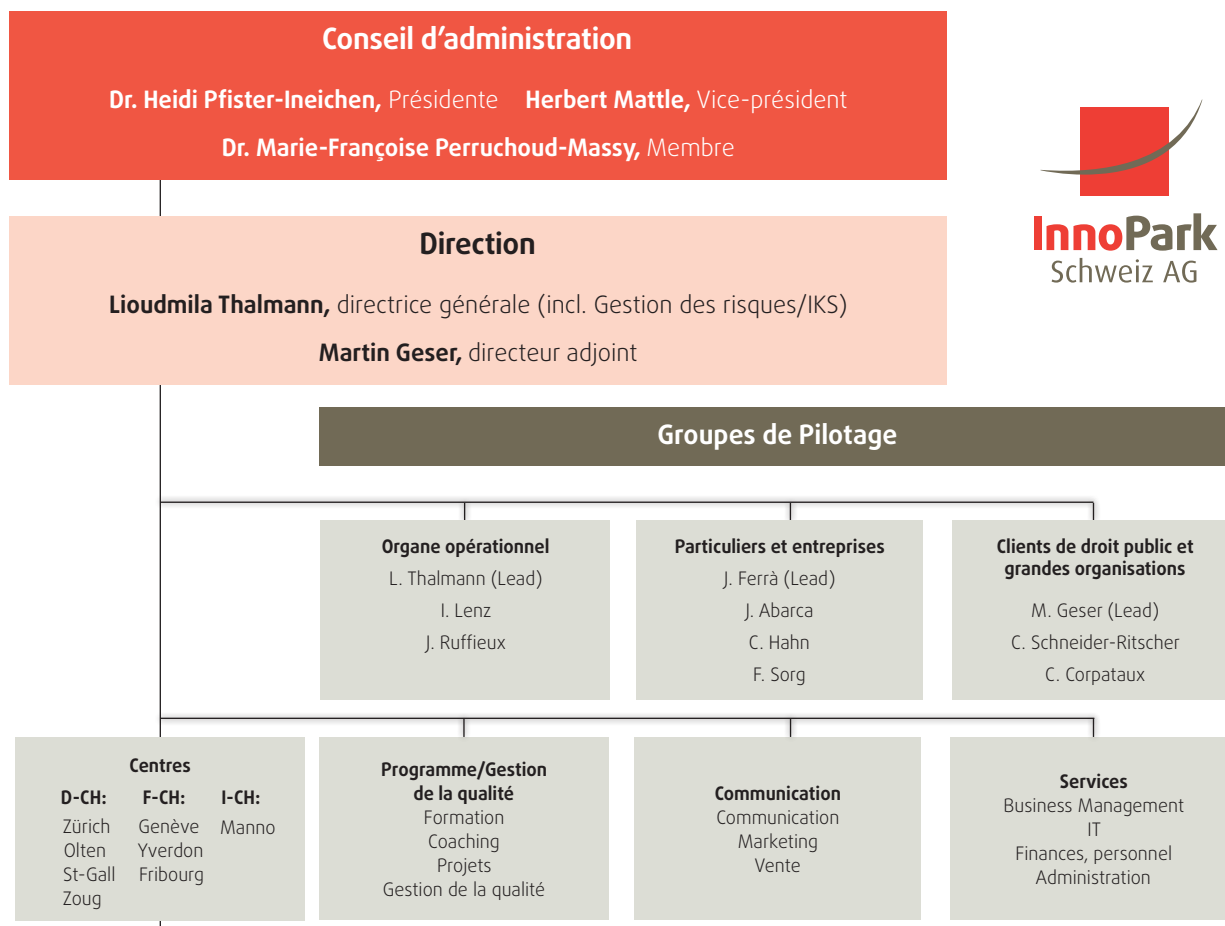 Conseil d'administration
Dr. Heidi Pfister-Ineichen, Présidente Herbert Mattle, Vice-président
Dr. Marie-Françoise Perruchoud-Massy, Membre
InnoPark
Schweiz AG
Direction
Lioudmila Thalmann, directrice générale (incl. Gestion des risques/IKS)
Martin Geser, directeur adjoint
Groupes de Pilotage
Organe opérationnel
L. Thalmann (Lead)
I. Lenz
J. Ruffieux
Particuliers et entreprises
J. Ferrà (Lead)
J. Abarca
C. Hahn
F. Sorg
Clients de droit public et
grandes organisations
M. Geser (Lead)
C. Schneider-Ritscher
C. Corpataux
Centres
D-CH:
Zürich
Olten
St-Gall
Zoug
F-CH:
Genève
Yverdon
Fribourg
I-CH:
Manno
Programme/Gestion
de la qualité
Formation
Coaching
Projets
Gestion de la qualité
Communication
Communication
Marketing
Vente
Services
Business Management
IT
Finances, personnel
Administration